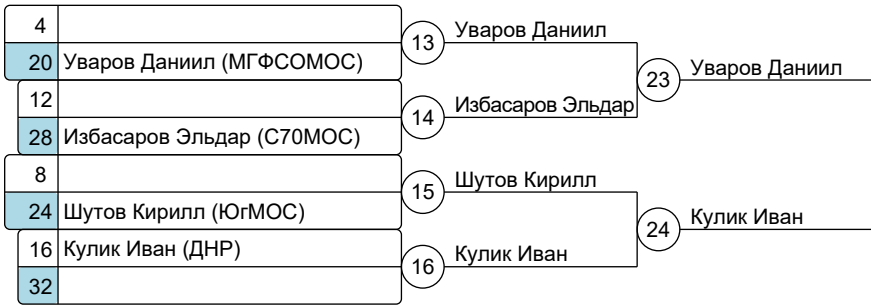 4
20 Уваров Даниил (МГФСОМОС)
13 Уваров Даниил
12
28 Избасаров Эльдар (С70МОС)
14 Избасаров Эльдар
23 Уваров Даниил
8
24 Шутов Кирилл (ЮгМОС)
15 Шутов Кирилл
16 Кулик Иван (ДНР)
32
16 Кулик Иван
24 Кулик Иван